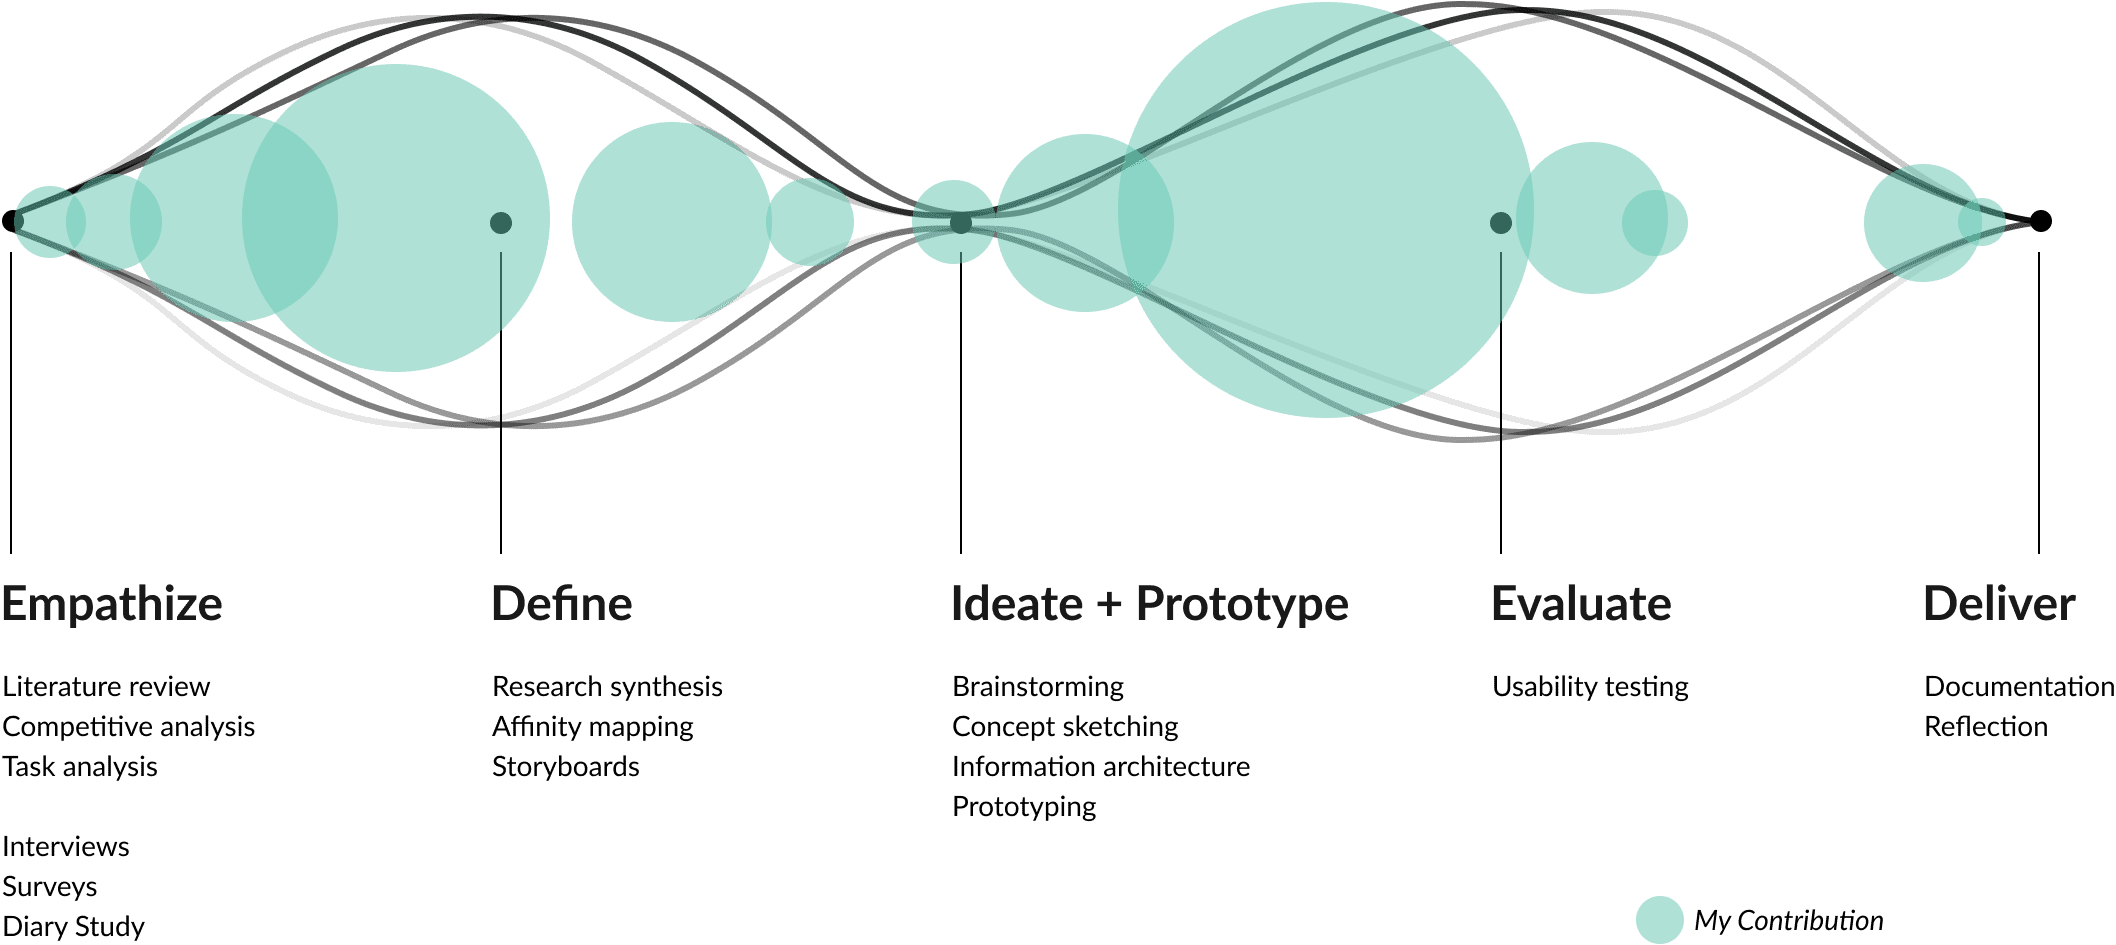 Empathize
Literature review
Competitive analysis
Task analysis
Interviews
Surveys
Diary Study
Define
Research synthesis
Affinity mapping
Storyboards
Ideate + Prototype
Brainstorming
Concept sketching
Information architecture
Prototyping
Evaluate
Usability testing
Deliver
Documentation
Reflection
My Contribution